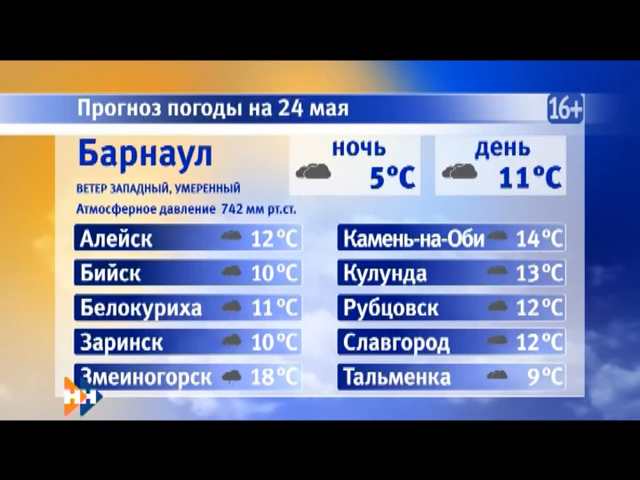 Прогноз погоды на 24 мая
16+
Барнаул
ВЕТЕР ЗАПАДНЫЙ, УМЕРЕННЫЙ
Атмосферное давление 742 мм рт.ст.
ночь
5°C
день
11°C
Алейск 12°C
Бийск 10°C
Белокуриха 11°C
Заринск 10°C
Змеиногорск 18°C
Камень-на-Оби 14°C
Кулунда 13°C
Рубцовск 12°C
Славгород 12°C
Тальменка 9°C
НН